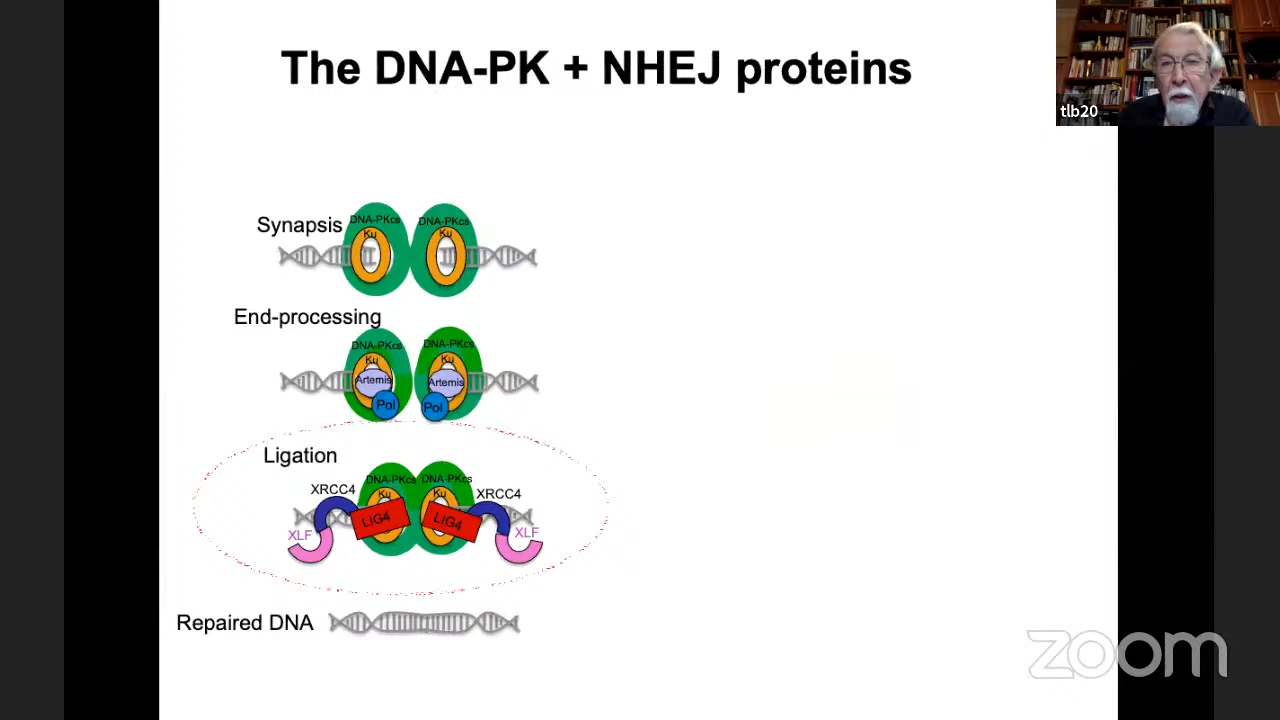 The DNA-PK + NHEJ proteins
tlb20
Synapsis
DNA-PKcs
DNA-PKcs
Ku
Ku
End-processing
DNA-PKcs
DNA-PKcs
Ku
Ku
Artemis
Artemis
Pol
Pol
Ligation
DNA-PKcs
DNA-PKcs
XRCC4
Ku
Ku
XRCC4
LIG4
LIG4
XLF
XLF
Repaired DNA
zoom